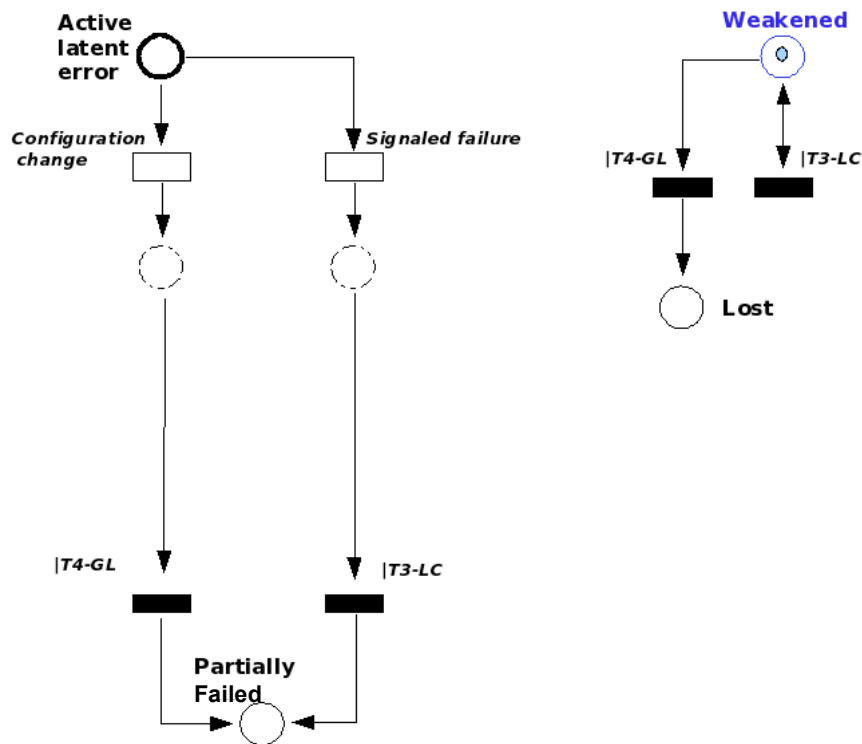 Active
latent
error
Weakened
Configuration
change
Signaled failure
|T4-GL
|T3-LC
Lost
|T4-GL
|T3-LC
Partially
Failed